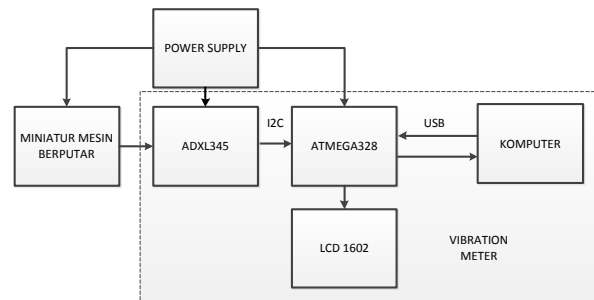 POWER SUPPLY
I2C
USB
MINIATUR MESIN
BERPUTAR
ADXL345
ATMEGA328
KOMPUTER
LCD 1602
VIBRATION
METER